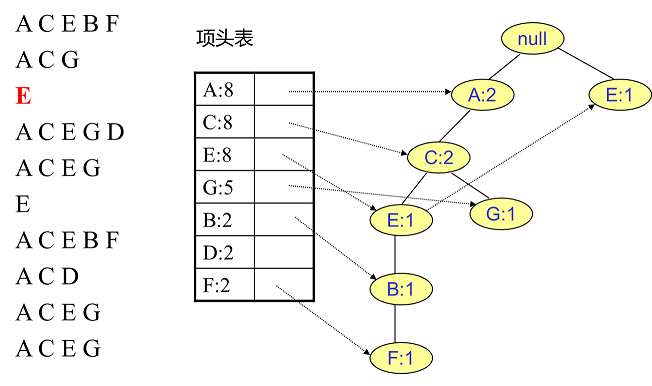 A C E B F
A C G
E
A C E G D
A C E G
E
A C E B F
A C D
A C E G
A C E G
项头表
A:8
C:8
E:8
G:5
B:2
D:2
F:2
null
A:2
E:1
C:2
E:1
G:1
B:1
F:1